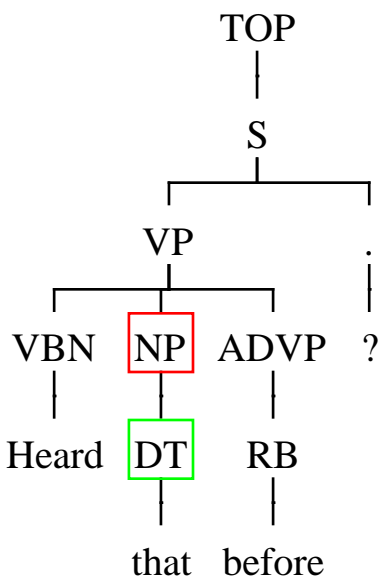 TOP
S
VP .
VBN NP ADVP ?
Heard DT RB
that before